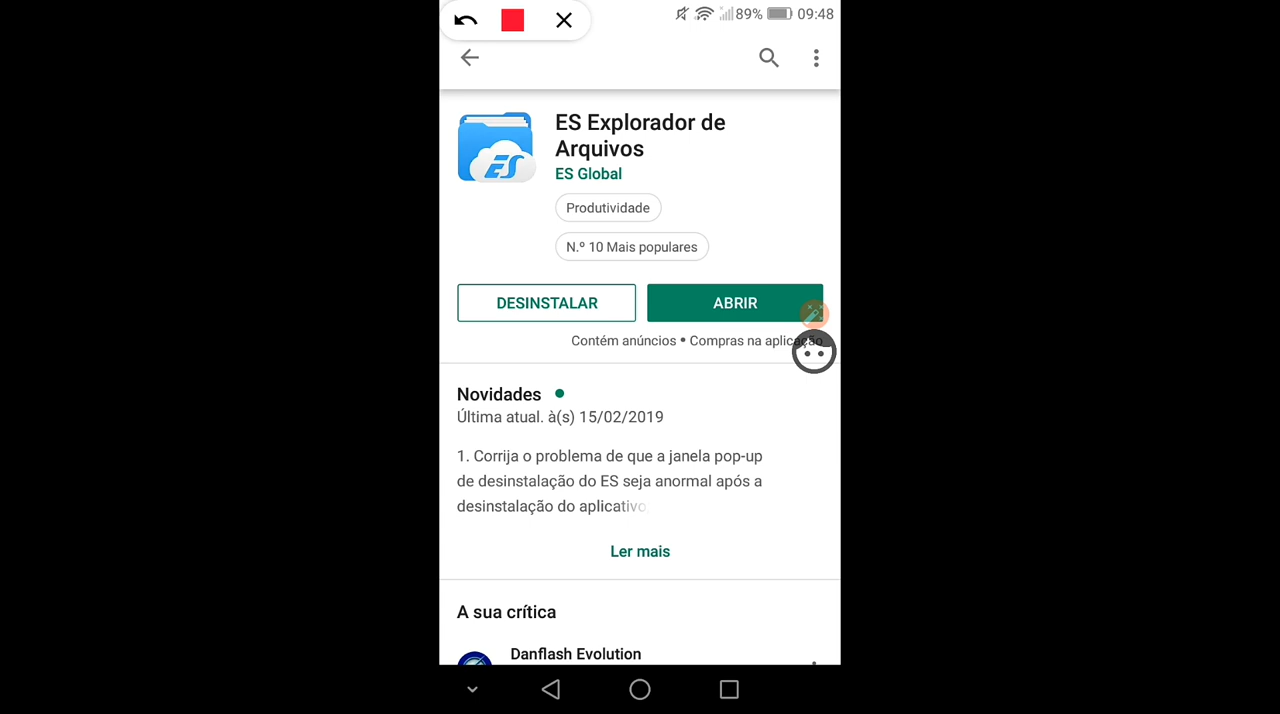 89% 09:48
ES Explorador de
Arquivos
ES
ES Global
Produtividade
N.º 10 Mais populares
DESINSTALAR
ABRIR
Contém anúncios • Compras na aplicação
Novidades
Última atual. à(s) 15/02/2019
1. Corrija o problema de que a janela pop-up
de desinstalação do ES seja anormal após a
desinstalação do aplicativo
Ler mais
A sua crítica
Danflash Evolution